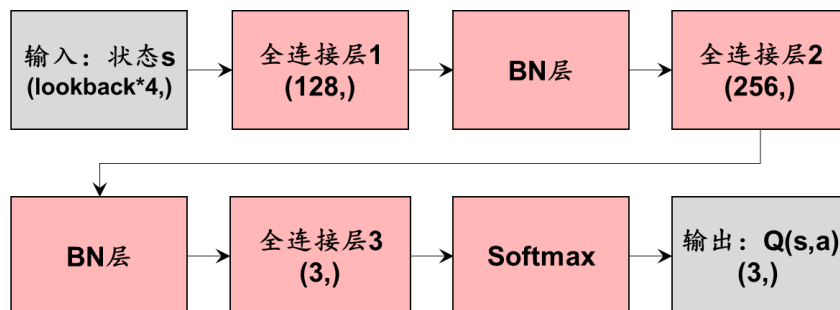 输入：状态s
(lookback*4,)
全连接层1
(128,)
BN层
全连接层2
(256,)
BN层
全连接层3
(3,)
Softmax
输出：Q(s,a)
(3,)